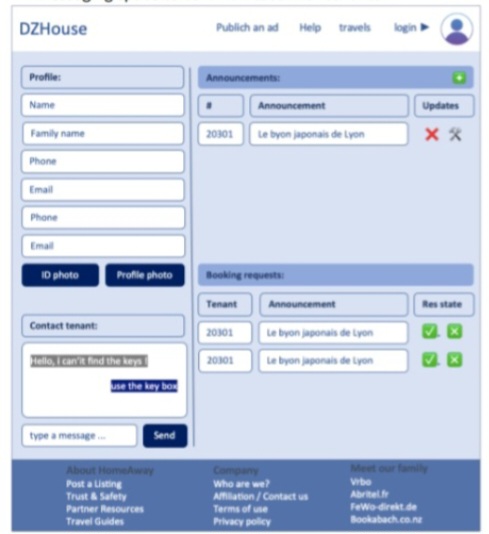 DZHouse
Publich an ad Help travels login ▶
Profile:
Name
Family name
Phone
Email
Phone
Email
ID photo Profile photo
Contact tenant:
Hello, i can'it find the keys !
use the key box
type a message ... Send
Announcements:
# Announcement Updates
20301 Le byon japonais de Lyon
Booking requests:
Tenant Announcement Res state
20301 Le byon japonais de Lyon
20301 Le byon japonais de Lyon
About HomeAway
Post a Listing
Trust & Safety
Partner Resources
Travel Guides
Company
Who are we?
Affiliation / Contact us
Terms of use
Privacy policy
Meet our family
Vrbo
Abritel.fr
FeWo-direkt.de
Bookabach.co.nz